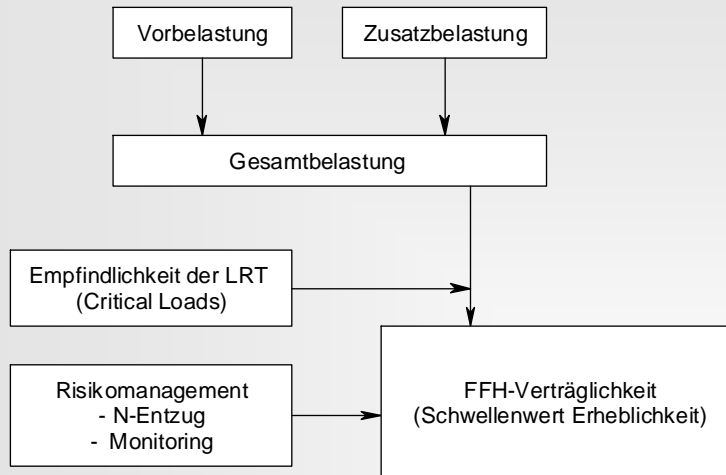 Vorbelastung
Zusatzbelastung
Gesamtbelastung
Empfindlichkeit der LRT
(Critical Loads)
Risikomanagement
- N-Entzug
- Monitoring
FFH-Verträglichkeit
(Schwellenwert Erheblichkeit)